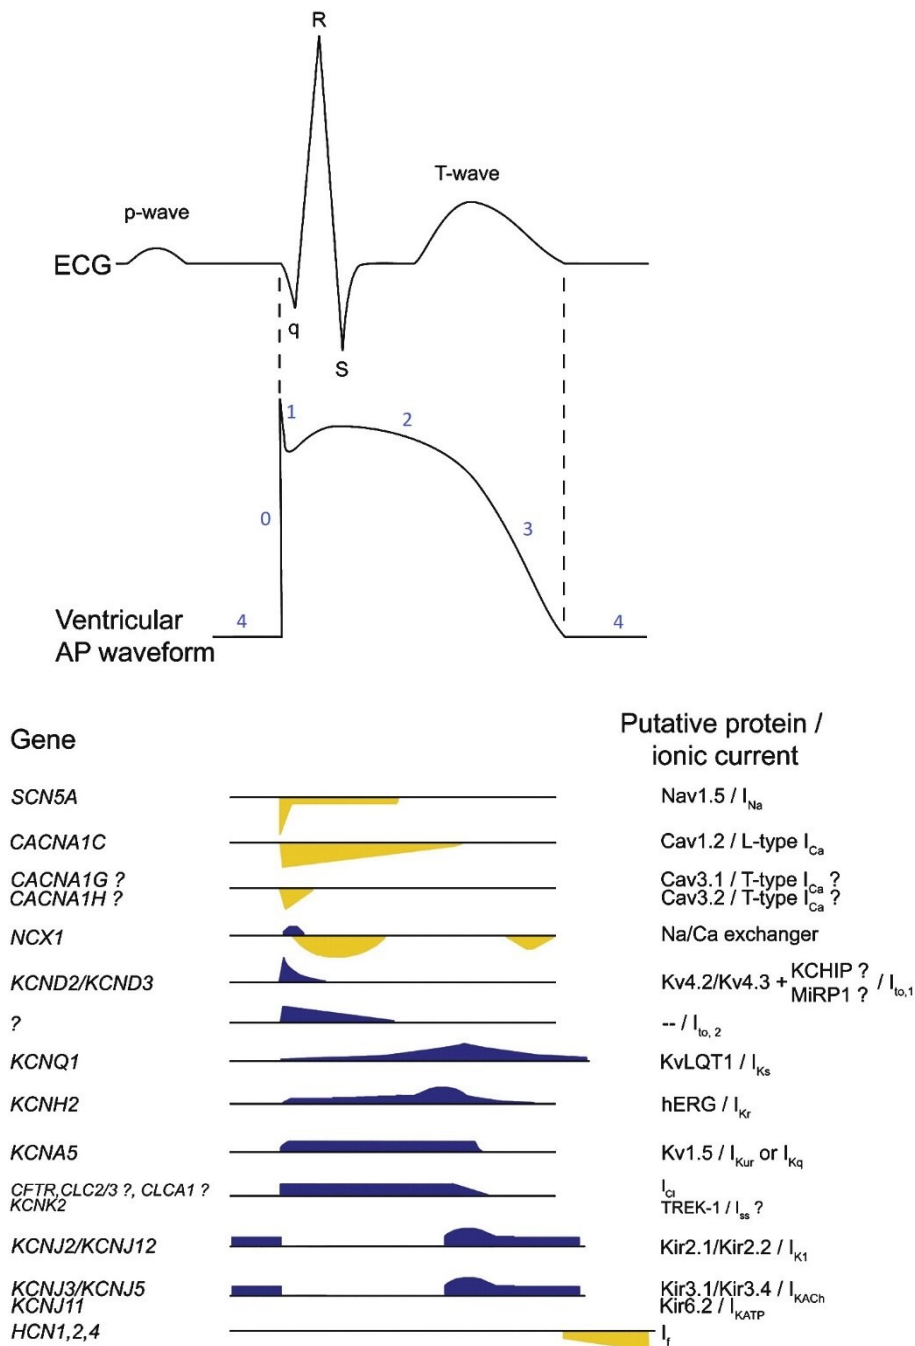 R
T-wave
p-wave
ECG
q
S
1
2
0
3
Ventricular
AP waveform
4
4
Gene
Putative protein /
ionic current
SCN5A
Nav1.5 / INa
CACNA1C
Cav1.2 / L-type ICa
CACNA1G ?
Cav3.1 / T-type ICa ?
CACNA1H ?
Cav3.2 / T-type ICa ?
NCX1
Na/Ca exchanger
KCND2/KCND3
Kv4.2/Kv4.3 + KCHIP ? MiRP1 ? / Ito,1
?
-- / Ito, 2
KCNQ1
KvLQT1 / IKs
KCNH2
hERG / IKr
KCNA5
Kv1.5 / IKur or IKq
CFTR,CLC2/3 ?, CLCA1 ?
ICl
KCNK2
TREK-1 / Iss ?
KCNJ2/KCNJ12
Kir2.1/Kir2.2 / IK1
KCNJ3/KCNJ5
Kir3.1/Kir3.4 / IKACh
KCNJ11
Kir6.2 / IKATP
HCN1,2,4
If